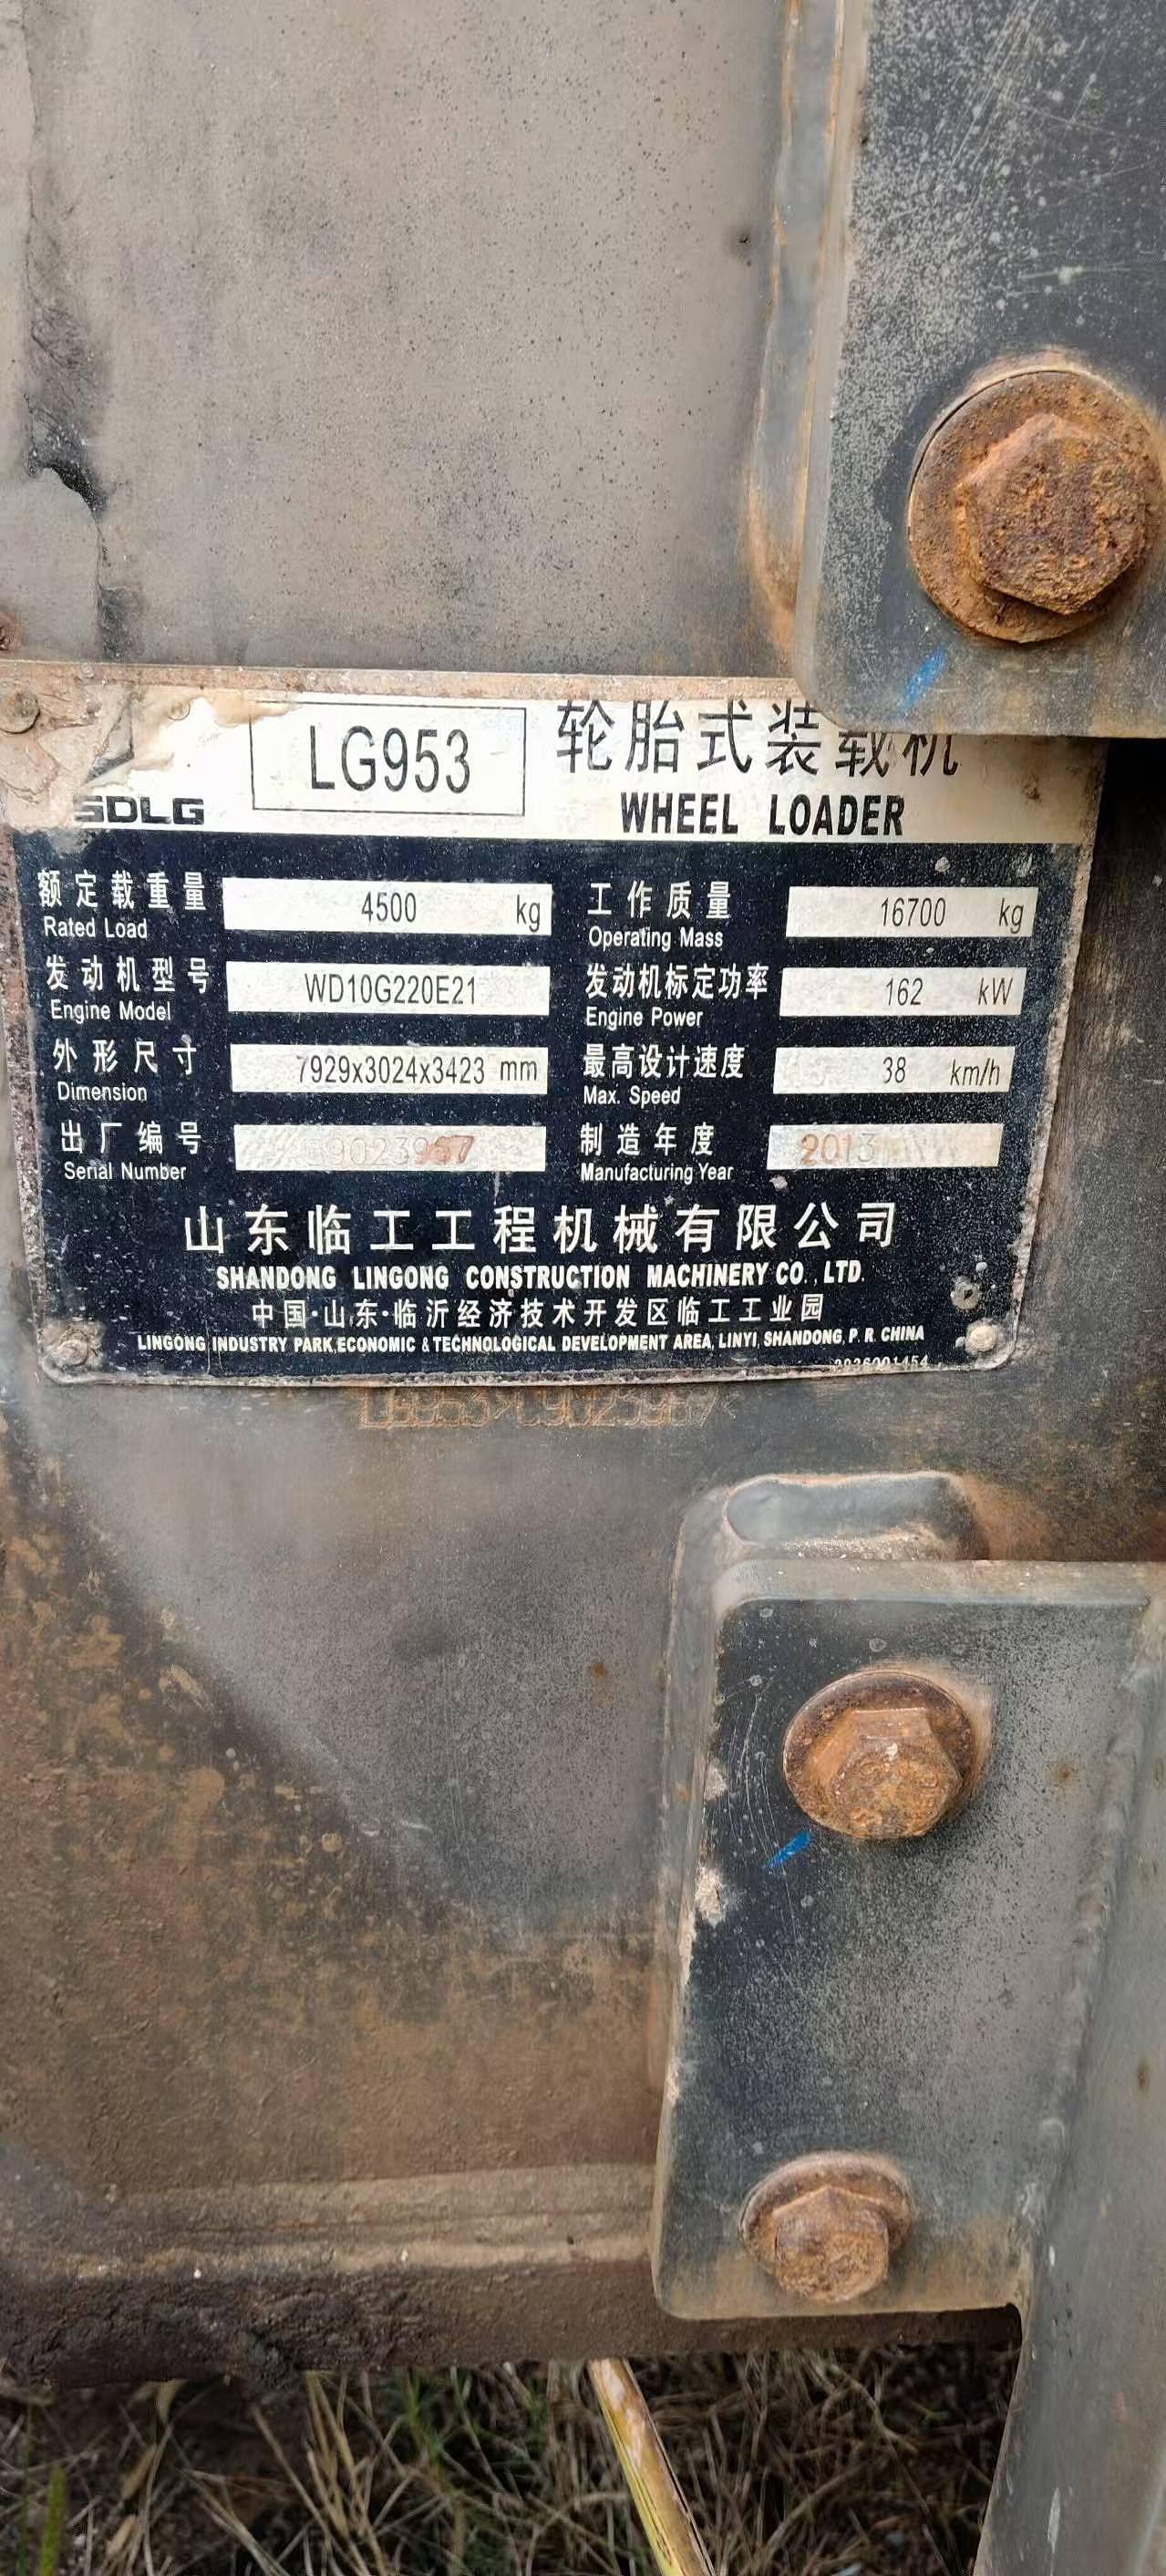 LG953 轮胎式装载机
SDLG WHEEL LOADER
额定载重量 4500 kg 工作质量 16700 kg
Rated Load Operating Mass
发动机型号 WD10G220E21 发动机标定功率 162 kW
Engine Model Engine Power
外形尺寸 7929x3024x3423 mm 最高设计速度 38 km/h
Dimension Max. Speed
出厂编号 制造年度 2013
Serial Number Manufacturing Year
山东临工工程机械有限公司
SHANDONG LINGONG CONSTRUCTION MACHINERY CO., LTD.
中国·山东·临沂经济技术开发区临工工业园
LINGONG INDUSTRY PARK,ECONOMIC & TECHNOLOGICAL DEVELOPMENT AREA, LINYI, SHANDONG, P. R. CHINA